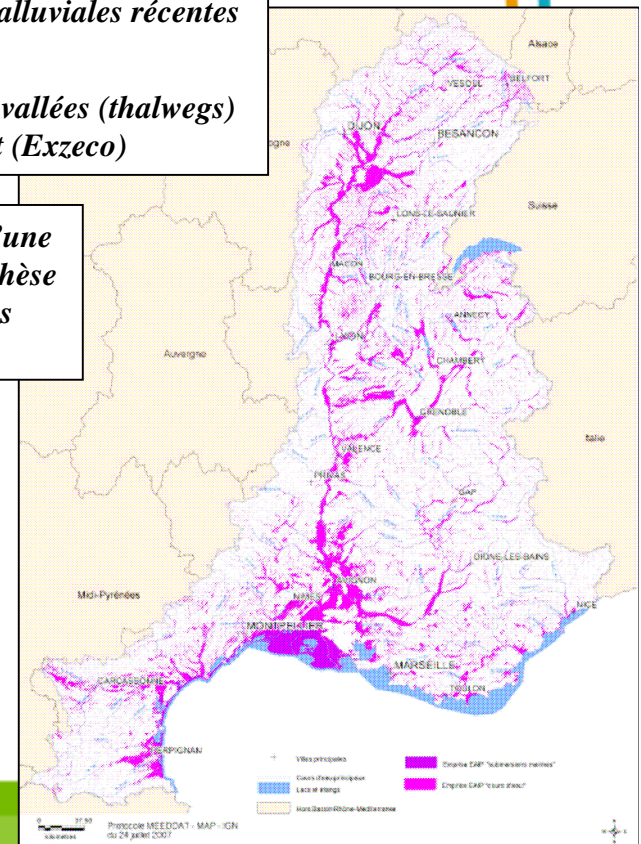 alluviales récentes
vallées (thalwegs)
t (Exzeco)
'une
hèse
s
Alsace
VESOUL
BELFORT
DIJON
BESANCON
ogne
Suisse
LONS-LE-SAUNIER
MACON
BOURG-EN-BRESSE
ANNECY
LYON
CHAMBERY
Auvergne
GRENOBLE
Italie
VALENCE
PRIVAS
GAP
DIGNE-LES-BAINS
AVIGNON
Midi-Pyrénées
NIMES
NICE
MONTPELLIER
MARSEILLE
CARCASSONNE
TOULON
PERPIGNAN
Villes principales
Cours d'eau principaux
Lacs et étangs
Hors Bassin Rhône-Méditerranée
Emprise EAIP "submersions marines"
Emprise EAIP "cours d'eau"
Protocole MEEDDAT - MAP - IGN
du 24 juillet 2007